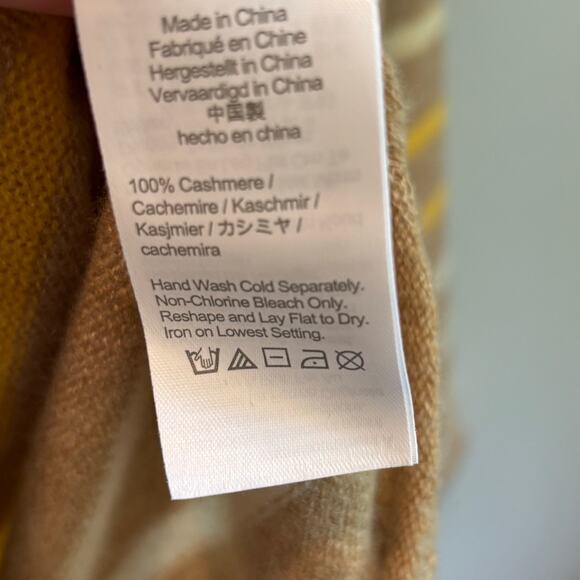 Made in China
Fabriqué en Chine
Hergestellt in China
Vervaardigd in China
中国製
hecho en china
100% Cashmere /
Cachemire / Kaschmir /
Kasjmier / カシミヤ /
cachemira
Hand Wash Cold Separately.
Non-Chlorine Bleach Only.
Reshape and Lay Flat to Dry.
Iron on Lowest Setting.